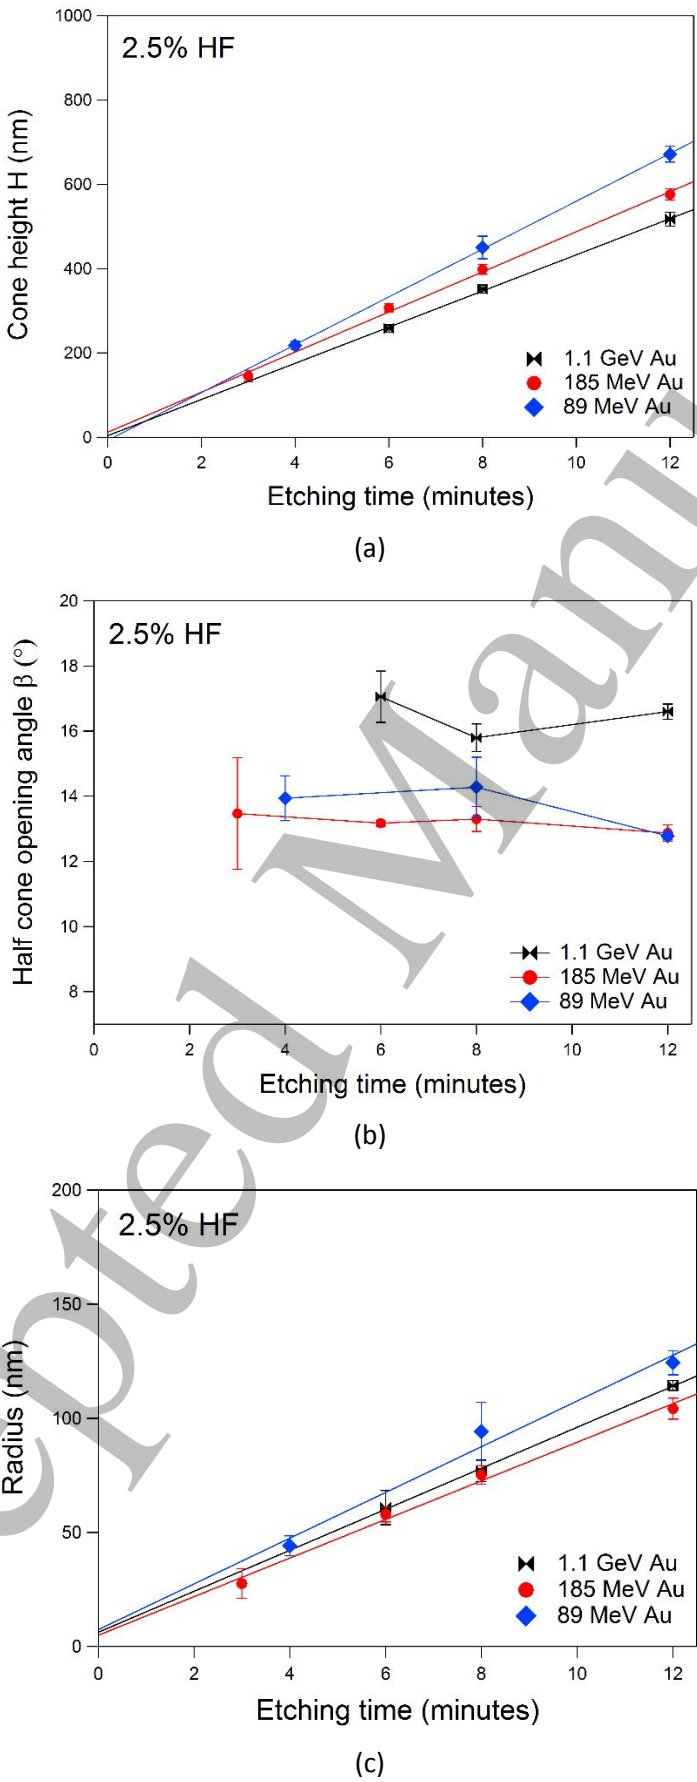 1000
2.5% HF
800
600
400
200
0
Cone height H (nm)
1.1 GeV Au
185 MeV Au
89 MeV Au
0 2 4 6 8 10 12
Etching time (minutes)
(a)
20
2.5% HF
18
16
14
12
10
8
Half cone opening angle β (°)
1.1 GeV Au
185 MeV Au
89 MeV Au
0 2 4 6 8 10 12
Etching time (minutes)
(b)
200
2.5% HF
150
100
50
0
Radius (nm)
1.1 GeV Au
185 MeV Au
89 MeV Au
0 2 4 6 8 10 12
Etching time (minutes)
(c)